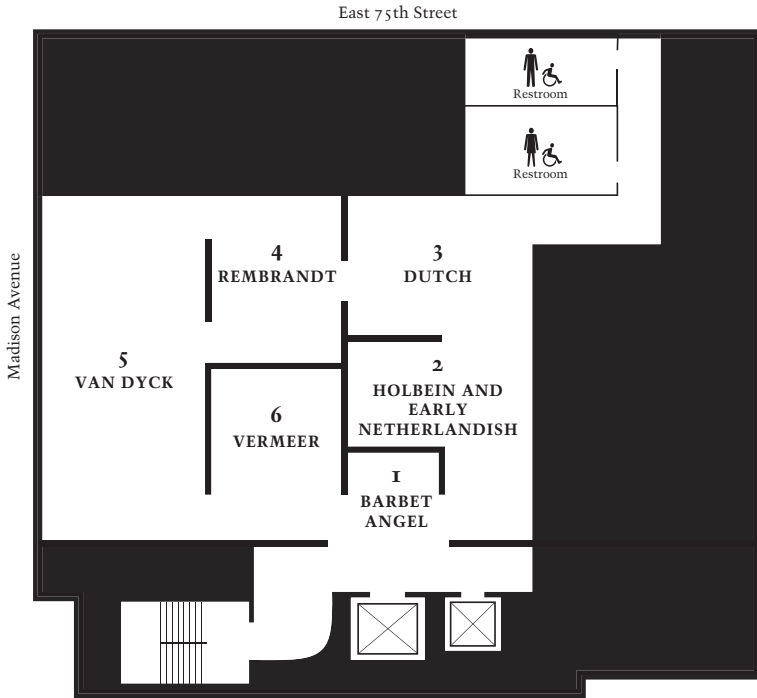 East 75th Street
Restroom
Restroom
Madison Avenue
4
REMBRANDT
3
DUTCH
5
VAN DYCK
2
HOLBEIN AND
EARLY
NETHERLANDISH
6
VERMEER
1
BARBET
ANGEL